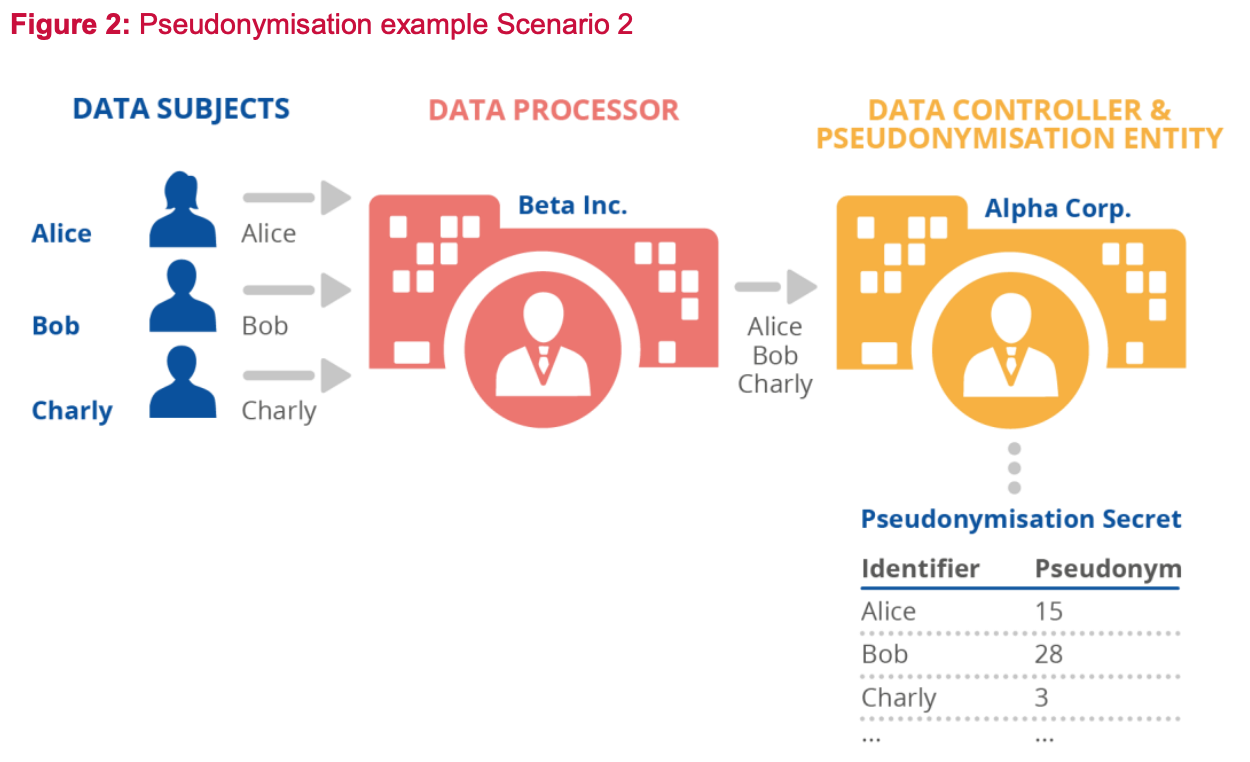 Figure 2: Pseudonymisation example Scenario 2
DATA SUBJECTS
DATA PROCESSOR
DATA CONTROLLER &
PSEUDONYMISATION ENTITY
Alice
Alice
Bob
Bob
Charly
Charly
Beta Inc.
Alice
Bob
Charly
Alpha Corp.
Pseudonymisation Secret
Identifier Pseudonym
Alice 15
Bob 28
Charly 3
... ...